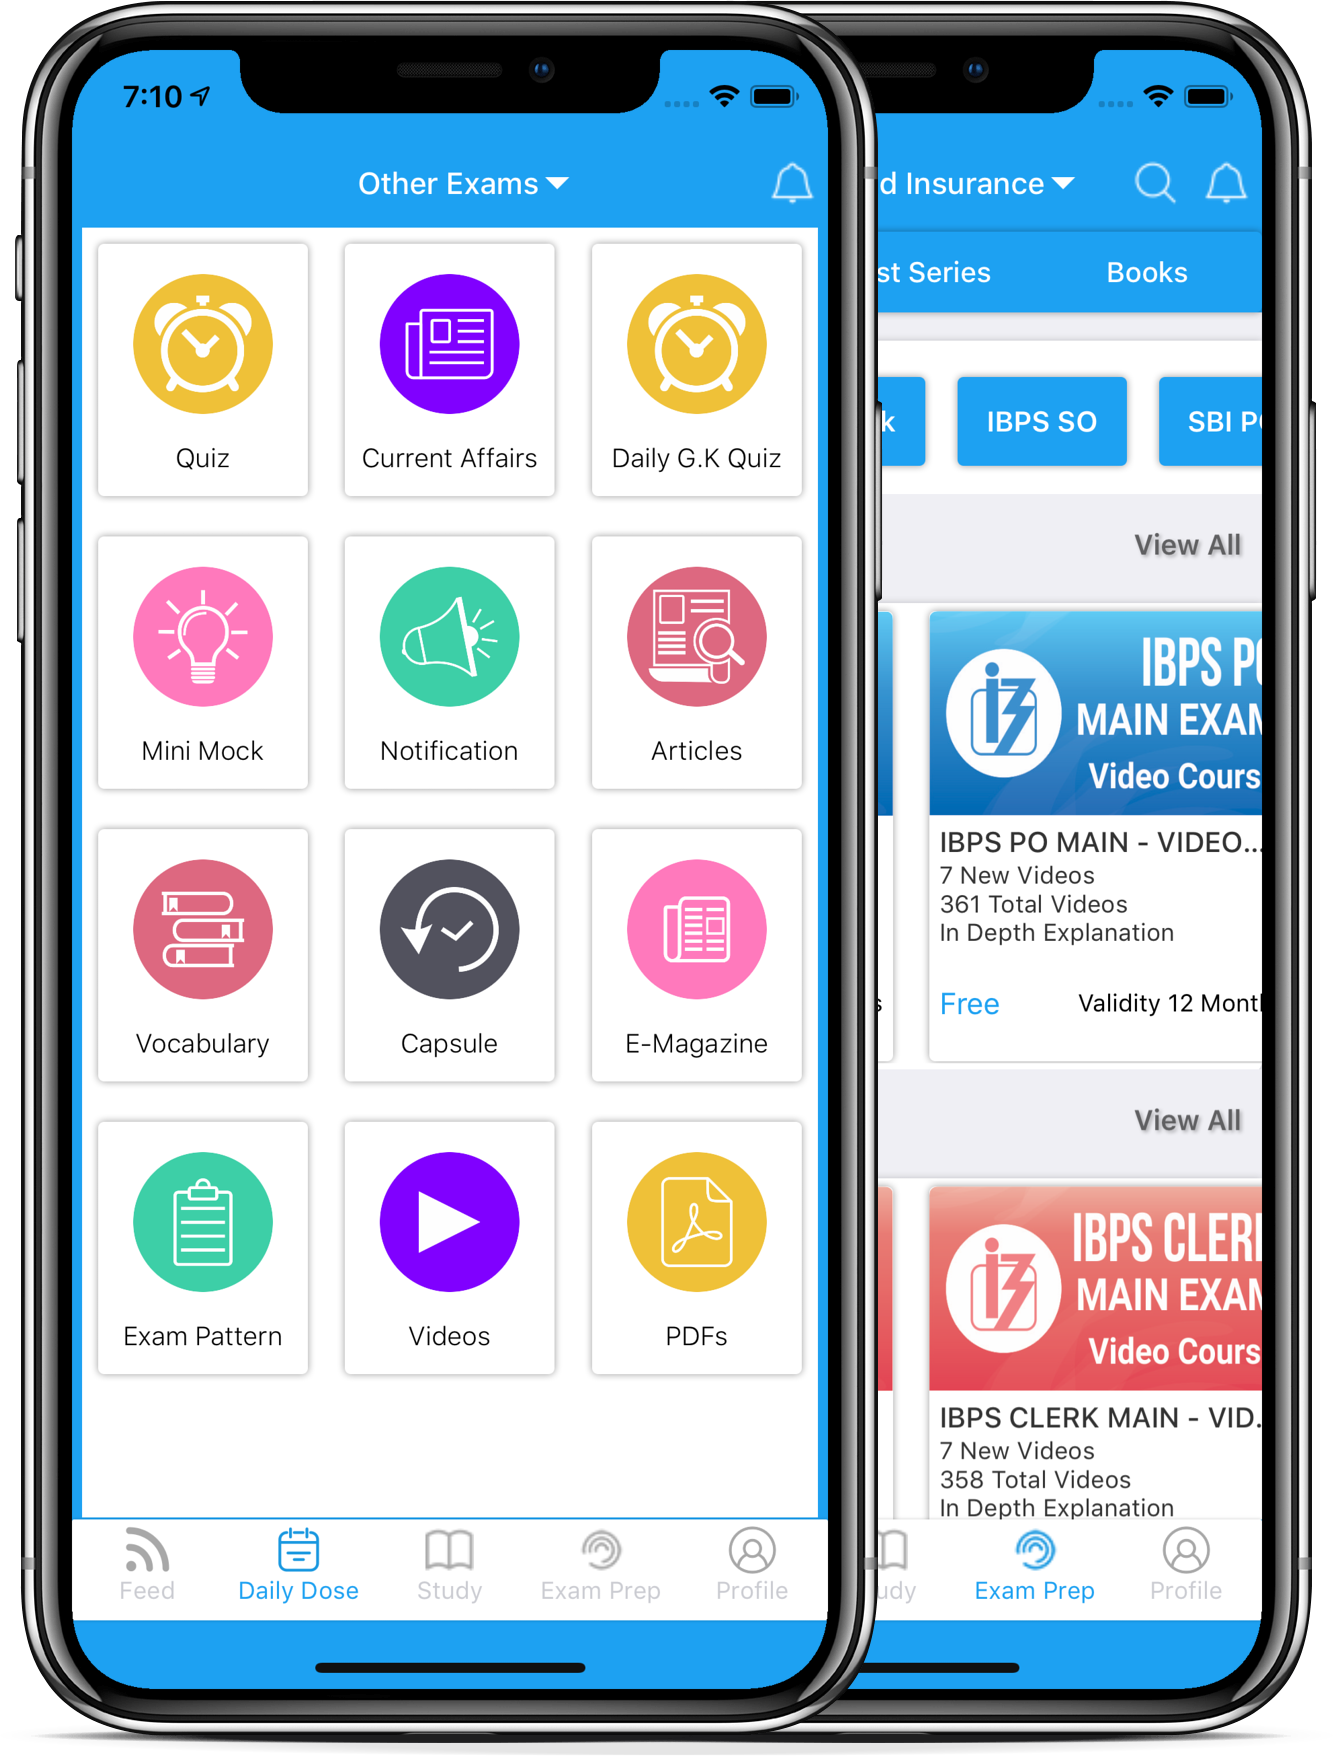 7:10
Other Exams
Quiz
Current Affairs
Daily G.K Quiz
Mini Mock
Notification
Articles
Vocabulary
Capsule
E-Magazine
Exam Pattern
Videos
PDFs
Feed
Daily Dose
Study
Exam Prep
Profile
d Insurance
st Series
Books
k
IBPS SO
SBI P
View All
IBPS PO
MAIN EXAM
Video Cours
IBPS PO MAIN - VIDEO...
7 New Videos
361 Total Videos
In Depth Explanation
s
Free
Validity 12 Mont
View All
IBPS CLER
MAIN EXAM
Video Cours
IBPS CLERK MAIN - VID.
7 New Videos
358 Total Videos
In Depth Explanation
udy
Exam Prep
Profile